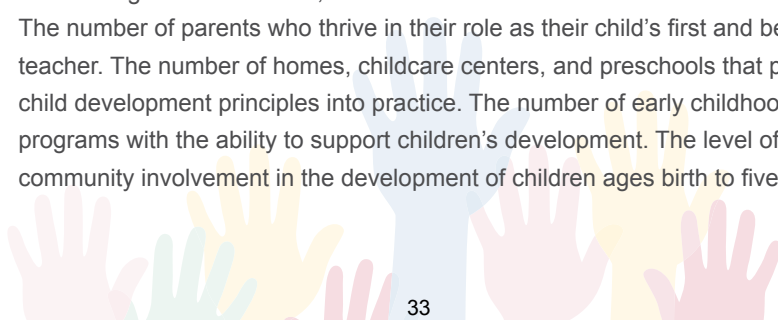 The number of parents who thrive in their role as their child's first and
teacher. The number of homes, childcare centers, and preschools that
child development principles into practice. The number of early
programs with the ability to support children's development. The level of
community involvement in the development of children ages birth to five
33